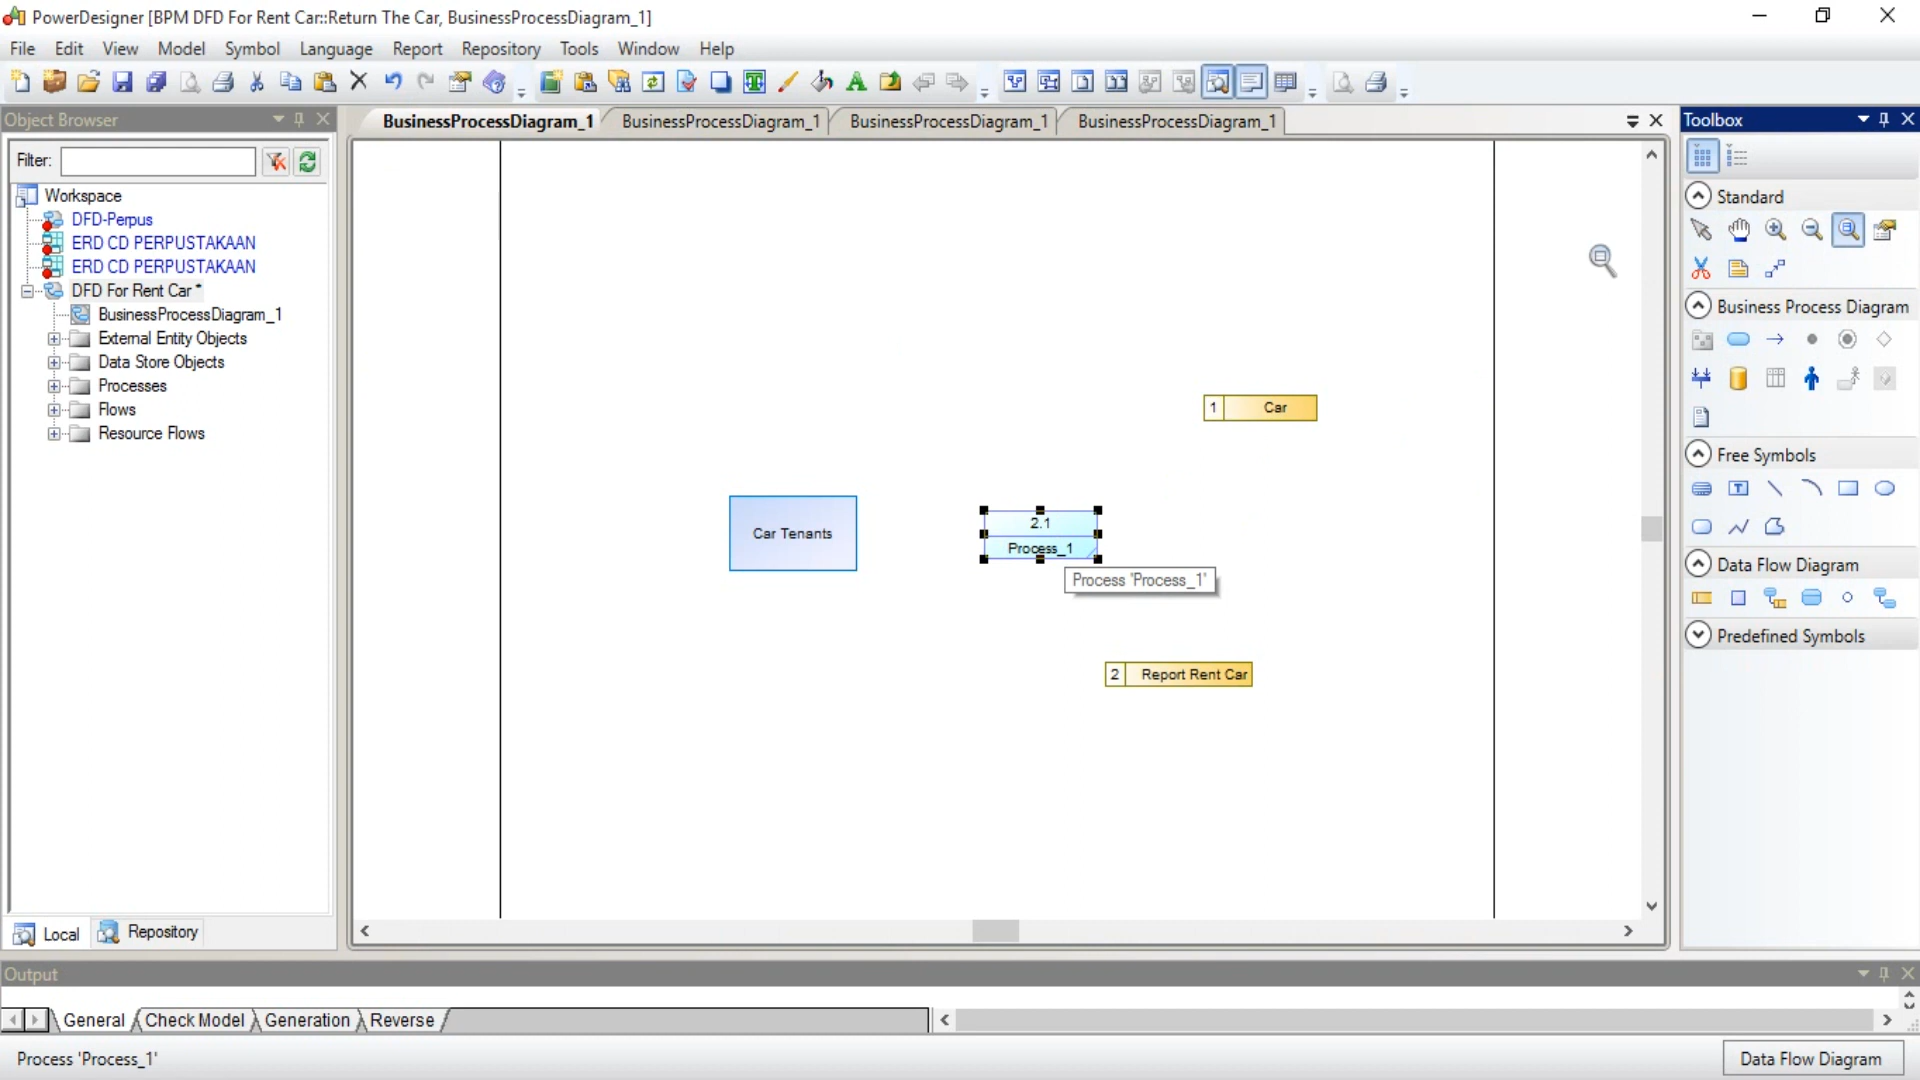 PowerDesigner [BPM DFD For Rent Car::Return The Car, BusinessProcessDiagram_1]
File Edit View Model Symbol Language Report Repository Tools Window Help
Object Browser
Filter:
Workspace
DFD-Perpus
ERD CD PERPUSTAKAAN
ERD CD PERPUSTAKAAN
DFD For Rent Car *
BusinessProcessDiagram_1
External Entity Objects
Data Store Objects
Processes
Flows
Resource Flows
Local Repository
BusinessProcessDiagram_1 BusinessProcessDiagram_1 BusinessProcessDiagram_1 BusinessProcessDiagram_1
1 Car
Car Tenants
2.1
Process_1
Process 'Process_1'
2 Report Rent Car
Toolbox
Standard
Business Process Diagram
Free Symbols
Data Flow Diagram
Predefined Symbols
Output
General Check Model Generation Reverse
Process 'Process_1'
Data Flow Diagram